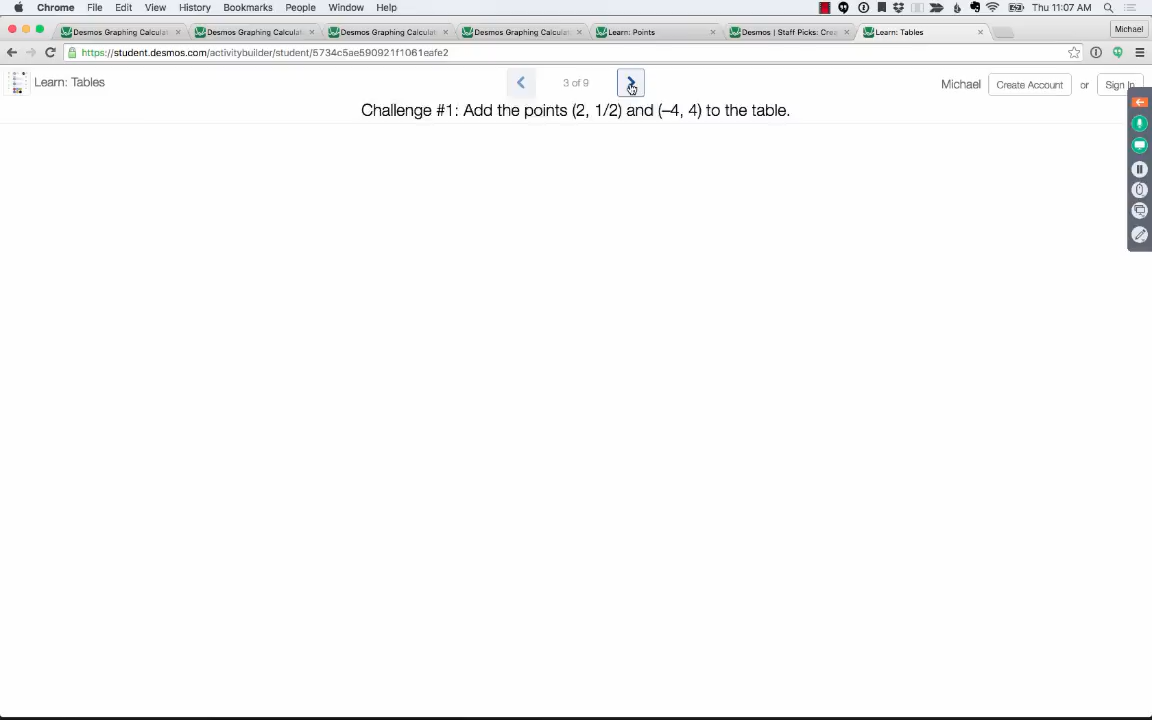 Chrome File Edit View History Bookmarks People Window Help Thu 11:07 AM
Desmos Graphing Calculat Desmos Graphing Calculat Desmos Graphing Calculat Desmos Graphing Calculat Learn: Points Desmos | Staff Picks: Crea Learn: Tables Michael
https://student.desmos.com/activitybuilder/student/5734c5ae590921f1061eafe2
Learn: Tables 3 of 9 Michael Create Account or Sign In
Challenge #1: Add the points (2, 1/2) and (–4, 4) to the table.